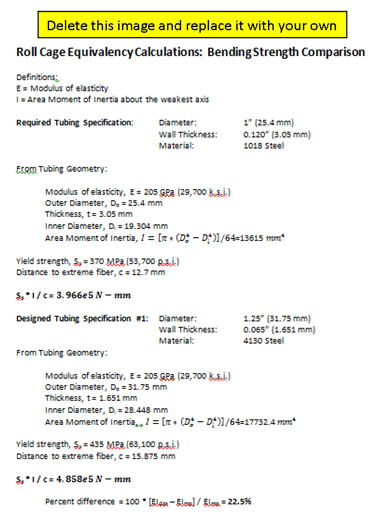 Delete this image and replace it with your own
Roll Cage Equivalency Calculations: Bending Strength Comparison
Definitions:
E = Modulus of elasticity
I = Area Moment of Inertia about the weakest axis
Required Tubing Specification: Diameter: 1" (25.4 mm)
Wall Thickness: 0.120" (3.05 mm)
Material: 1018 Steel
From Tubing Geometry:
Modulus of elasticity, E = 205 GPa (29,700 k.s.i.)
Outer Diameter, Dₒ = 25.4 mm
Thickness, t = 3.05 mm
Inner Diameter, Dᵢ = 19.304 mm
Area Moment of Inertia, I = [π * (Dₒ⁴ − Dᵢ⁴)]/64=13615 mm⁴
Yield strength, Sᵧ = 370 MPa (53,700 p.s.i.)
Distance to extreme fiber, c = 12.7 mm
Sᵧ * I / c = 3.966e5 N − mm
Designed Tubing Specification #1: Diameter: 1.25" (31.75 mm)
Wall Thickness: 0.065" (1.651 mm)
Material: 4130 Steel
From Tubing Geometry:
Modulus of elasticity, E = 205 GPa (29,700 k.s.i.)
Outer Diameter, Dₒ = 31.75 mm
Thickness, t = 1.651 mm
Inner Diameter, Dᵢ = 28.448 mm
Area Moment of Inertia, I = [π * (Dₒ⁴ − Dᵢ⁴)]/64=17732.4 mm⁴
Yield strength, Sᵧ = 435 MPa (63,100 p.s.i.)
Distance to extreme fiber, c = 15.875 mm
Sᵧ * I / c = 4.858e5 N − mm
Percent difference = 100 * [EI − EI] / EI = 22.5%